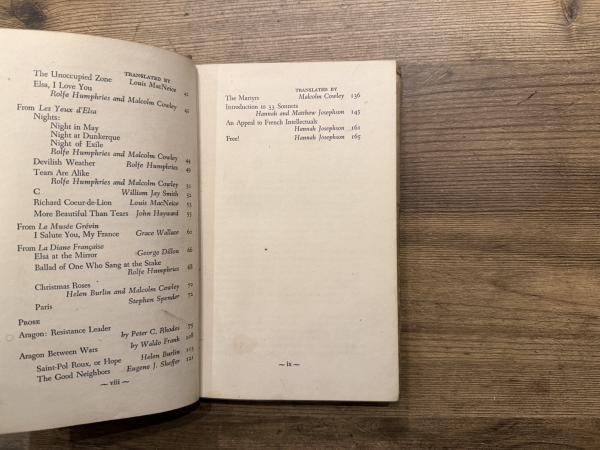 TRANSLATED BY
The Unoccupied Zone Louis MacNeice 41
Elsa, I Love You
Rolfe Humphries and Malcolm Cowley 42
From Les Yeux d'Elsa
Nights:
Night in May
Night at Dunkerque
Night of Exile
Rolfe Humphries and Malcolm Cowley 44
Devilish Weather Rolfe Humphries 49
Tears Are Alike
Rolfe Humphries and Malcolm Cowley 51
C William Jay Smith 52
Richard Coeur-de-Lion Louis MacNeice 53
More Beautiful Than Tears John Hayward 55
From La Musée Grévin
I Salute You, My France Grace Wallace 61
From La Diane Française
Elsa at the Mirror George Dillon 66
Ballad of One Who Sang at the Stake
Rolfe Humphries 68
Christmas Roses
Helen Burlin and Malcolm Cowley 70
Paris Stephen Spender 72
PROSE
Aragon: Resistance Leader by Peter C. Rhodes 75
Aragon Between Wars by Waldo Frank 108
Saint-Pol Roux, or Hope Helen Burlin 113
The Good Neighbors Eugene J. Sheffer 121
~ viii ~
TRANSLATED BY
The Martyrs Malcolm Cowley 136
Introduction to 33 Sonnets
Hannah and Matthew Josephson 145
An Appeal to French Intellectuals
Hannah Josephson 161
Free! Hannah Josephson 165
~ ix ~